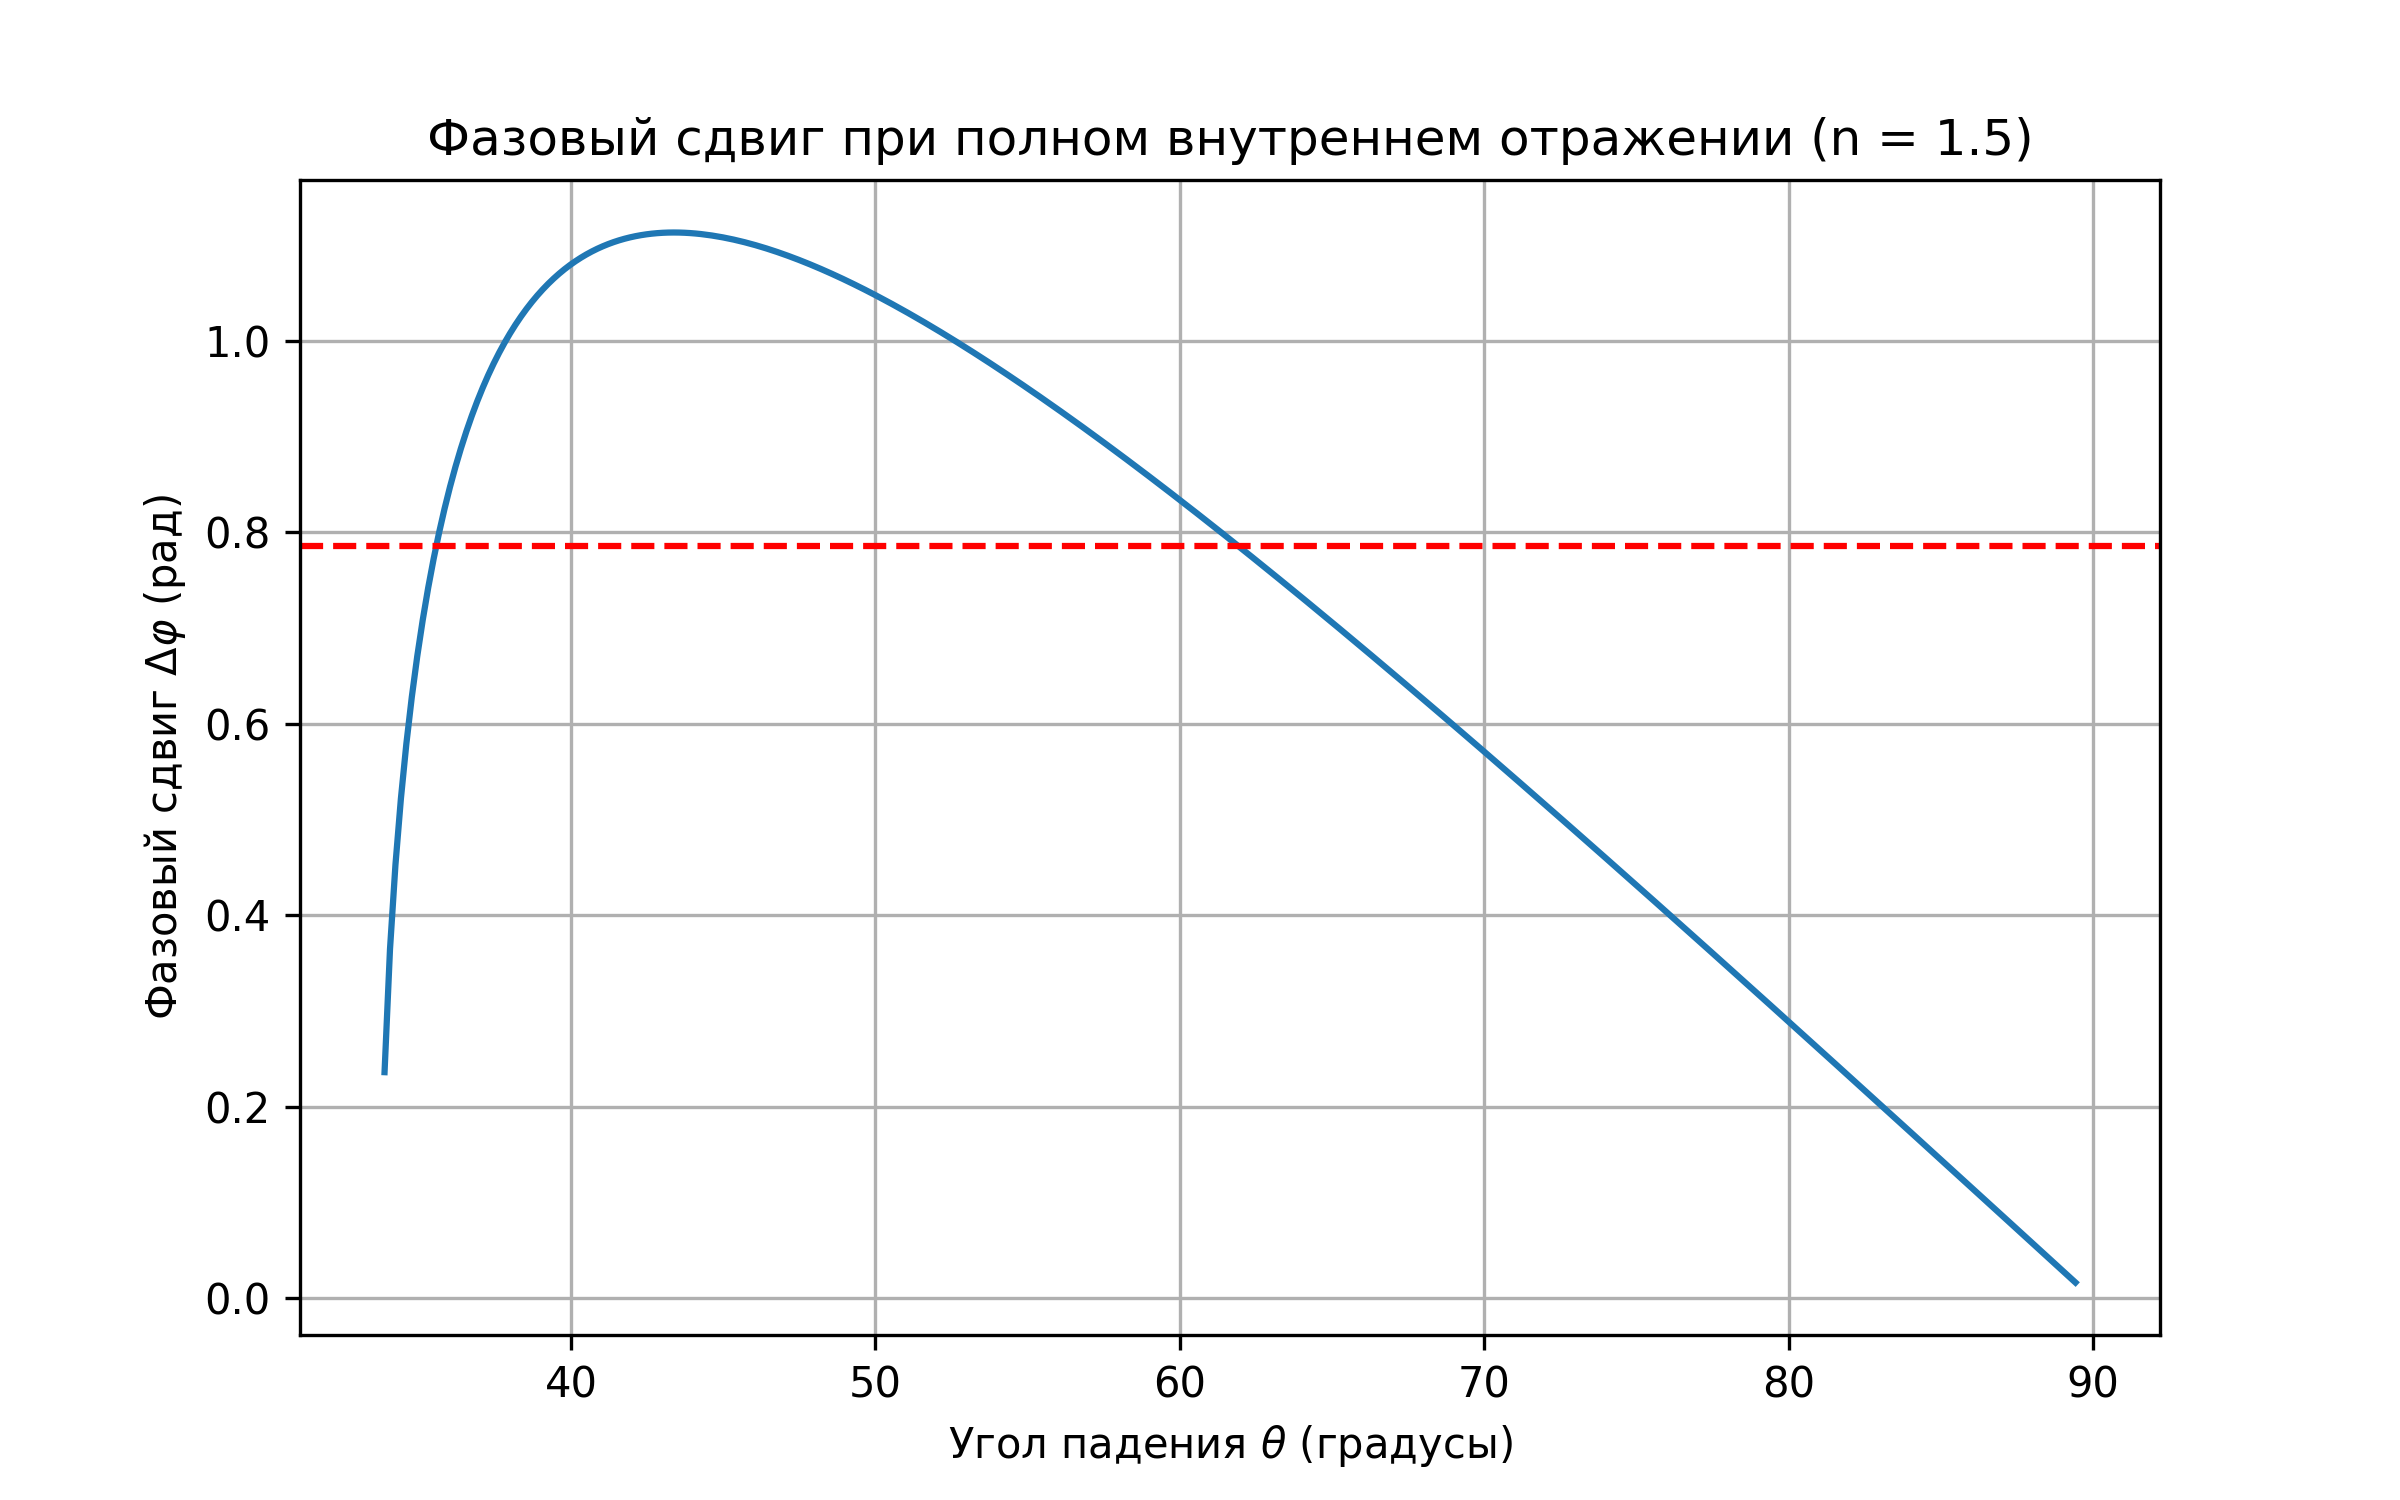 Фазовый сдвиг при полном внутреннем отражении (n = 1.5)
Фазовый сдвиг Δφ (рад)
1.0
0.8
0.6
0.4
0.2
0.0
40 50 60 70 80 90
Угол падения θ (градусы)